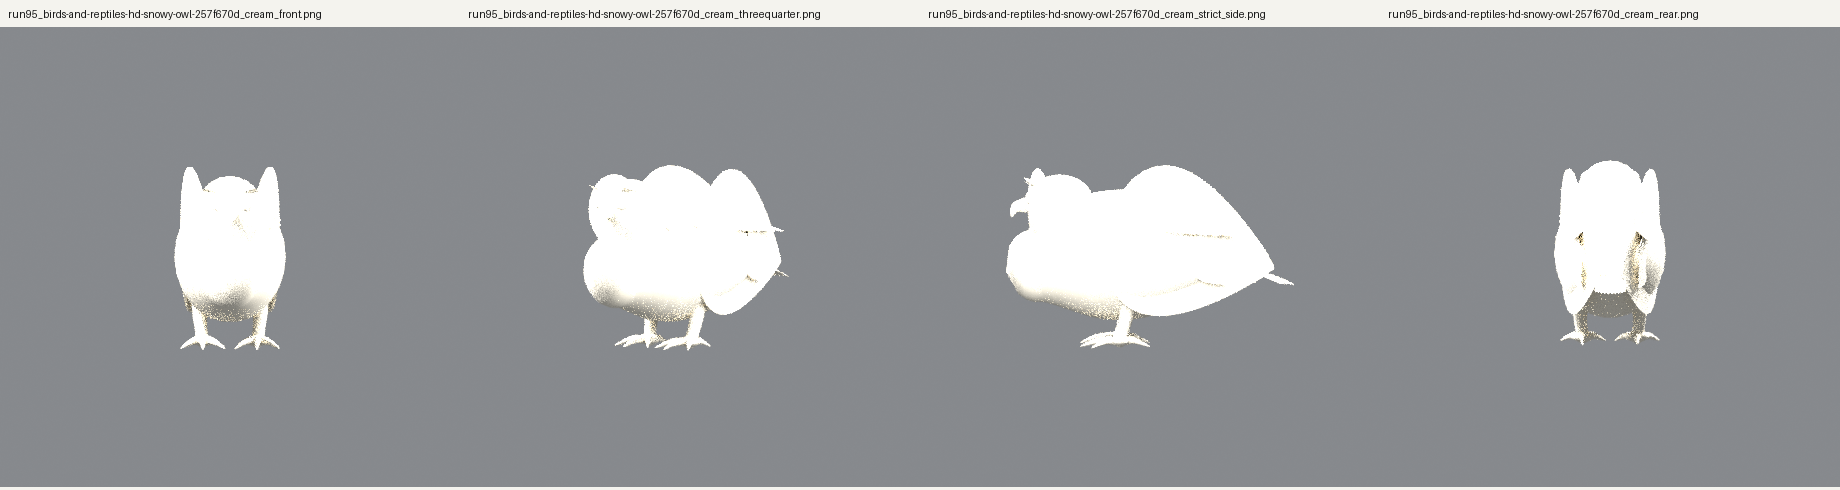 run95_birds-and-reptiles-hd-snowy-owl-257f670d_cream_front.png
run95_birds-and-reptiles-hd-snowy-owl-257f670d_cream_threequarter.png
run95_birds-and-reptiles-hd-snowy-owl-257f670d_cream_strict_side.png
run95_birds-and-reptiles-hd-snowy-owl-257f670d_cream_rear.png